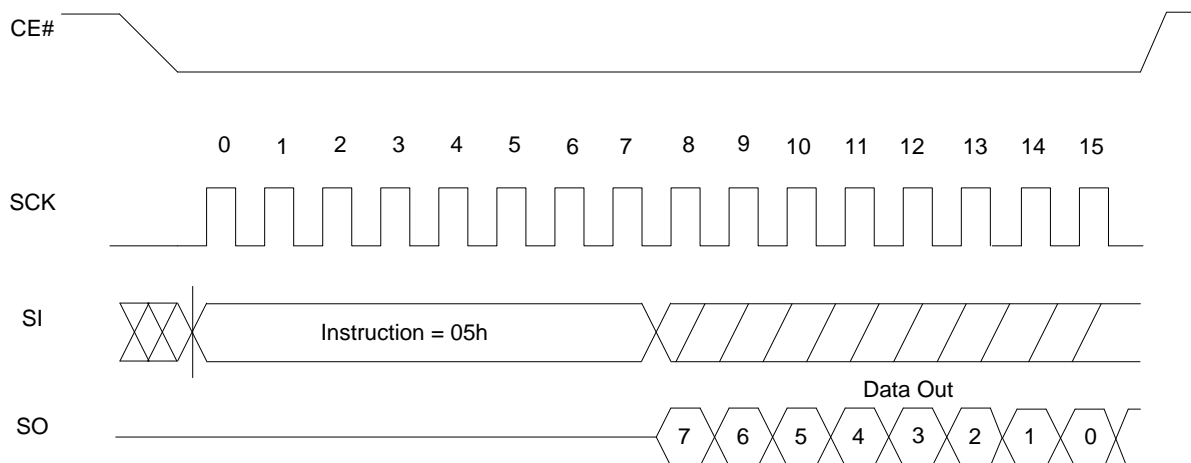 CE#
0 1 2 3 4 5 6 7 8 9 10 11 12 13 14 15
SCK
SI
Instruction = 05h
Data Out
SO
7 6 5 4 3 2 1 0